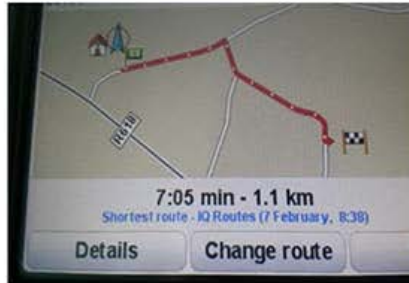 R618
7:05 min - 1.1 km
Shortest route - IQ Routes (7 February, 8:38)
Details
Change route